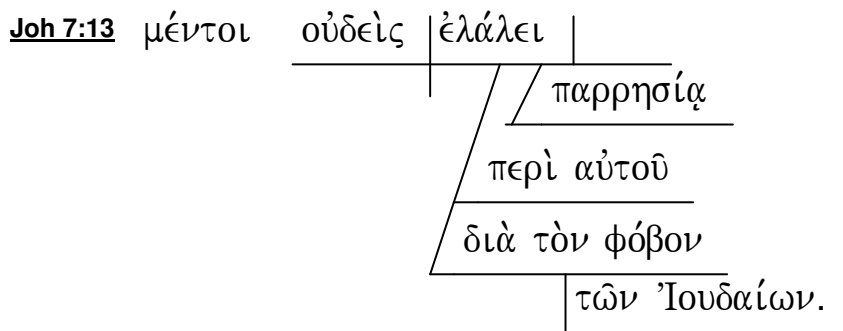 Joh 7:13 μέντοι οὐδεὶς ἐλάλει
παρρησίᾳ
περὶ αὐτοῦ
διὰ τὸν φόβον
τῶν Ἰουδαίων.